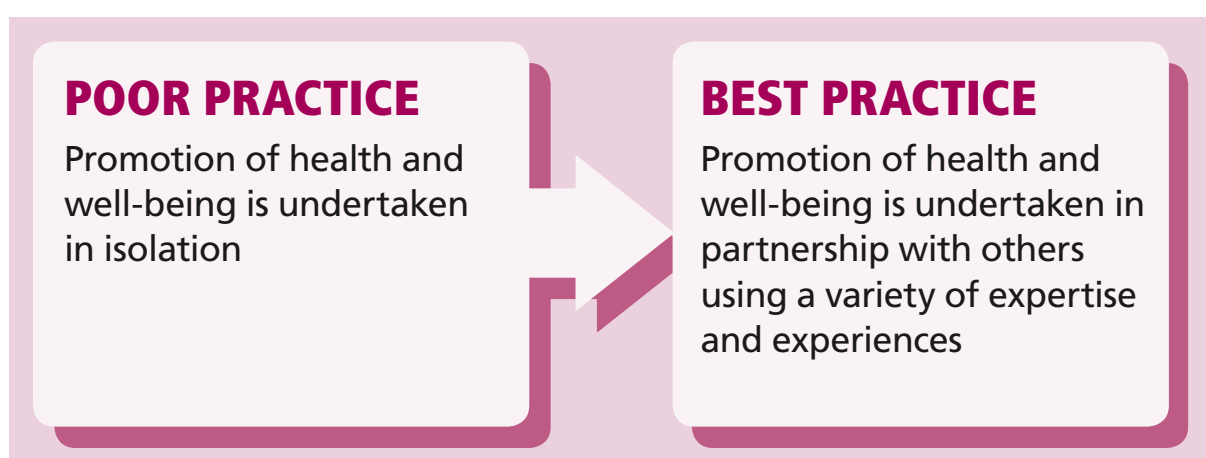 POOR PRACTICE
Promotion of health and
well-being is undertaken
in isolation
BEST PRACTICE
Promotion of health and
well-being is undertaken in
partnership with others
using a variety of expertise
and experiences